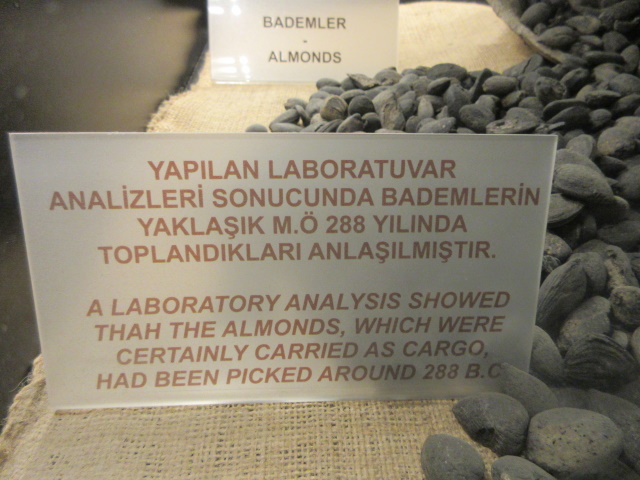 BADEMLER
-
ALMONDS
YAPILAN LABORATUVAR
ANALİZLERİ SONUCUNDA BADEMLERİN
YAKLAŞIK M.Ö 288 YILINDA
TOPLANDIKLARI ANLAŞILMIŞTIR.
A LABORATORY ANALYSIS SHOWED
THAH THE ALMONDS, WHICH WERE
CERTAINLY CARRIED AS CARGO,
HAD BEEN PICKED AROUND 288 B.C